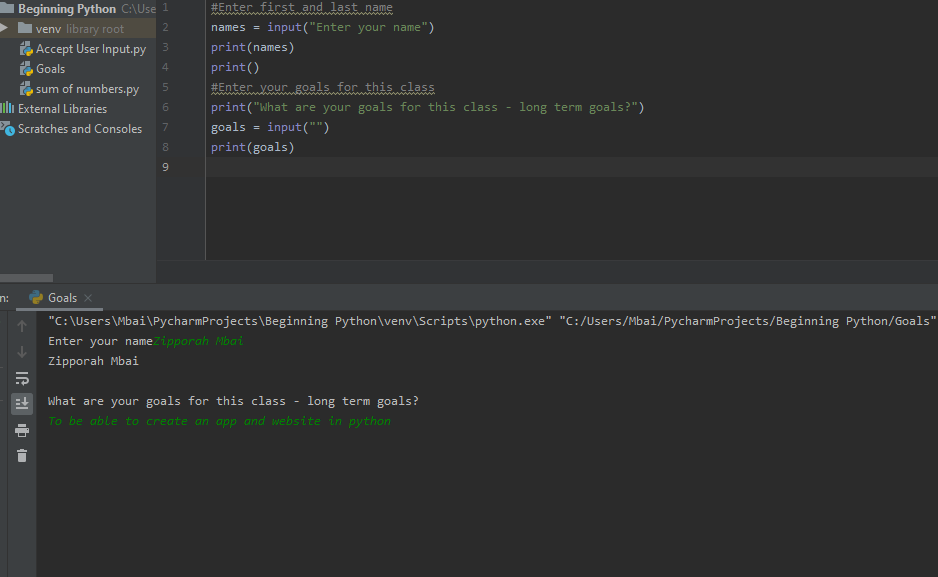 Beginning Python C:\Use
venv library root
Accept User Input.py
Goals
sum of numbers.py
External Libraries
Scratches and Consoles
1 #Enter first and last name
2 names = input("Enter your name")
3 print(names)
4 print()
5 #Enter your goals for this class
6 print("What are your goals for this class - long term goals?")
7 goals = input("")
8 print(goals)
9
n: Goals
"C:\Users\Mbai\PycharmProjects\Beginning Python\venv\Scripts\python.exe" "C:/Users/Mbai/PycharmProjects/Beginning Python/Goals"
Enter your nameZipporah Mbai
Zipporah Mbai
What are your goals for this class - long term goals?
To be able to create an app and website in python